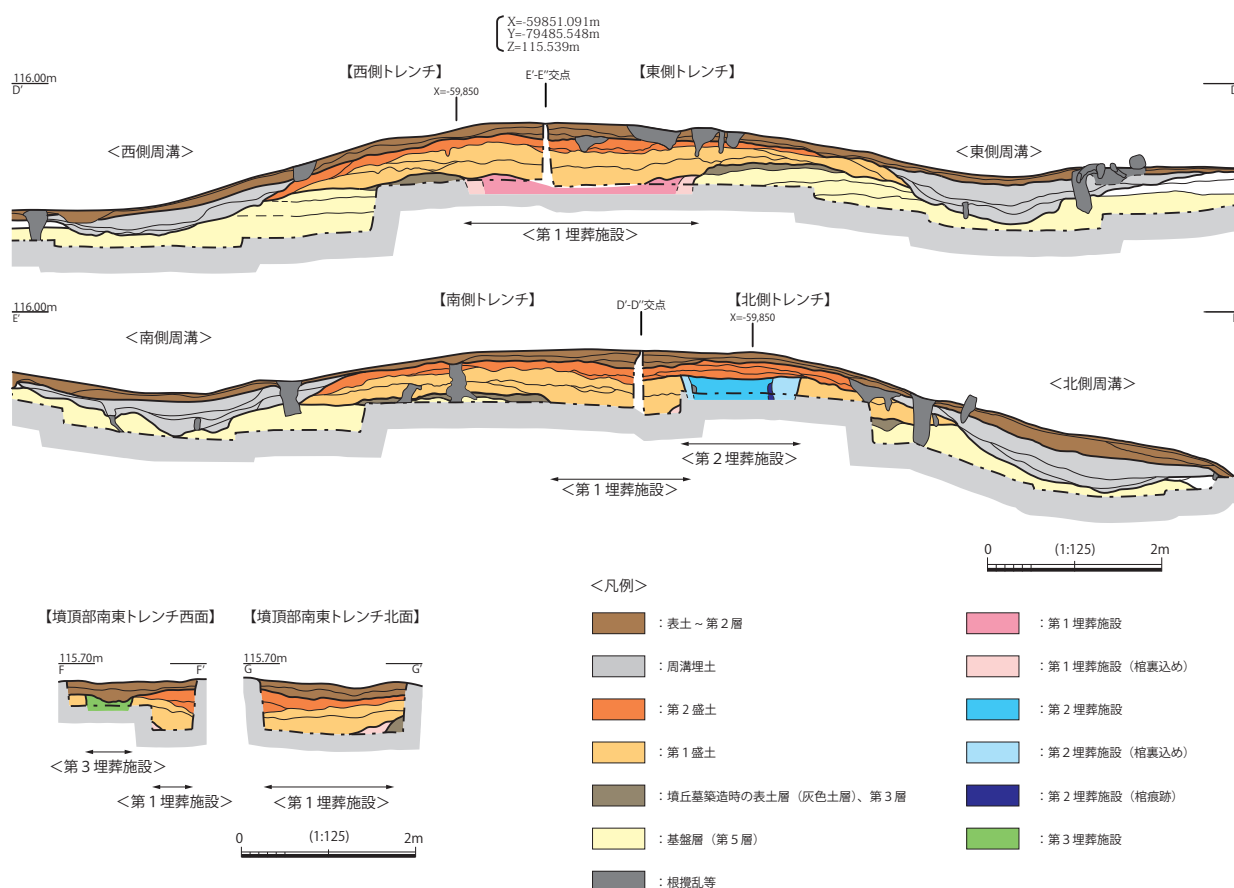 X=-59851.091m
Y=-79485.548m
Z=115.539m
【西側トレンチ】
E'-E''交点
【東側トレンチ】
116.00m
D'
X=-59,850
D
＜西側周溝＞
＜東側周溝＞
＜第１埋葬施設＞
116.00m
E'
【南側トレンチ】
D'-D''交点
【北側トレンチ】
X=-59,850
＜南側周溝＞
＜北側周溝＞
＜第２埋葬施設＞
＜第１埋葬施設＞
0 (1:125) 2m
【墳頂部南東トレンチ西面】
【墳頂部南東トレンチ北面】
115.70m
F F'
115.70m
G G'
＜第３埋葬施設＞
＜第１埋葬施設＞
＜第１埋葬施設＞
0 (1:125) 2m
＜凡例＞
：表土～第２層
：周溝埋土
：第２盛土
：第１盛土
：墳丘墓築造時の表土層（灰色土層）、第３層
：基盤層（第５層）
：根攪乱等
：第１埋葬施設
：第１埋葬施設（棺裏込め）
：第２埋葬施設
：第２埋葬施設（棺裏込め）
：第２埋葬施設（棺痕跡）
：第３埋葬施設